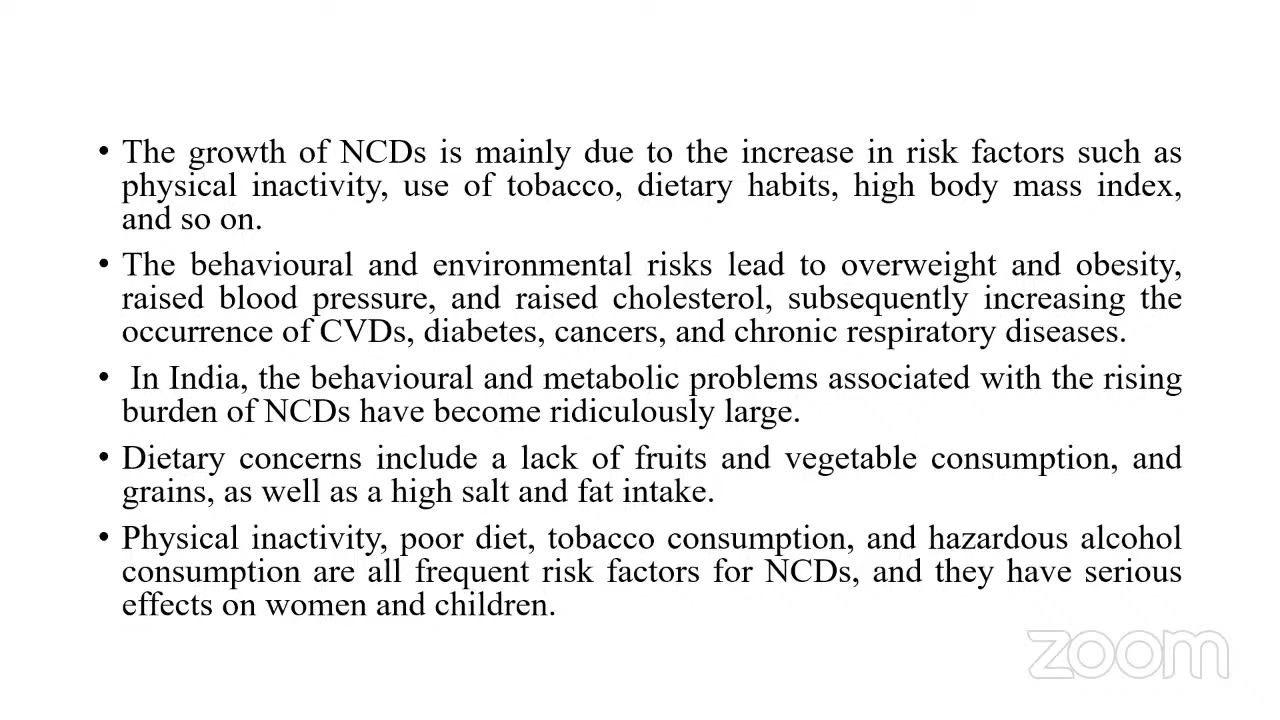 • The growth of NCDs is mainly due to the increase in risk factors such as
physical inactivity, use of tobacco, dietary habits, high body mass index,
and so on.
• The behavioural and environmental risks lead to overweight and obesity,
raised blood pressure, and raised cholesterol, subsequently increasing the
occurrence of CVDs, diabetes, cancers, and chronic respiratory diseases.
• In India, the behavioural and metabolic problems associated with the rising
burden of NCDs have become ridiculously large.
• Dietary concerns include a lack of fruits and vegetable consumption, and
grains, as well as a high salt and fat intake.
• Physical inactivity, poor diet, tobacco consumption, and hazardous alcohol
consumption are all frequent risk factors for NCDs, and they have serious
effects on women and children.
zoom